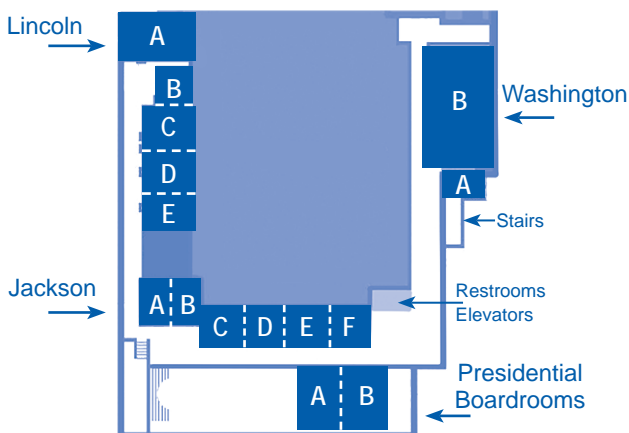 Lincoln
A
B
C
D
E
B
Washington
A
Stairs
Jackson
A B
C D E F
Restrooms
Elevators
A B
Presidential
Boardrooms